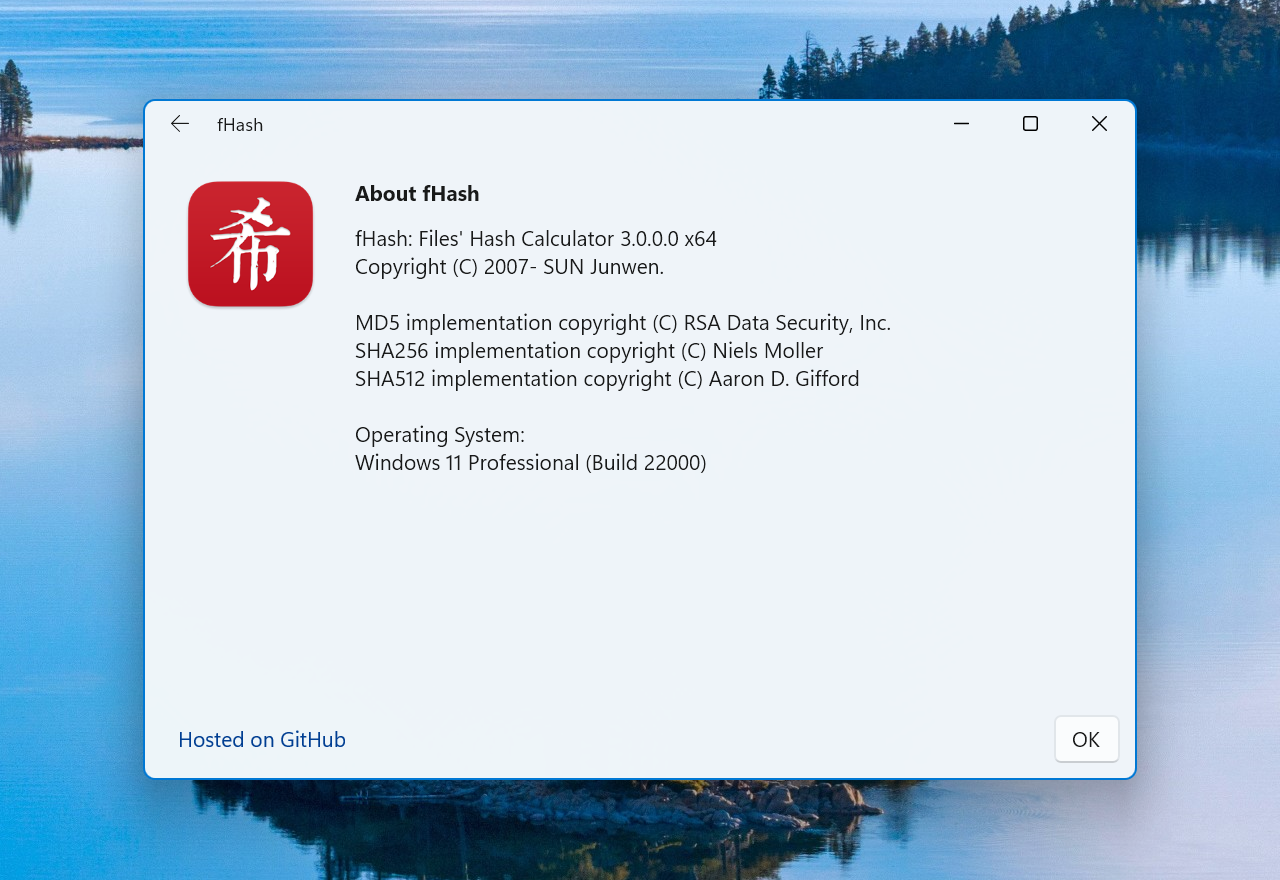 fHash
希
About fHash
fHash: Files' Hash Calculator 3.0.0.0 x64
Copyright (C) 2007- SUN Junwen.
MD5 implementation copyright (C) RSA Data Security, Inc.
SHA256 implementation copyright (C) Niels Moller
SHA512 implementation copyright (C) Aaron D. Gifford
Operating System:
Windows 11 Professional (Build 22000)
Hosted on GitHub
OK